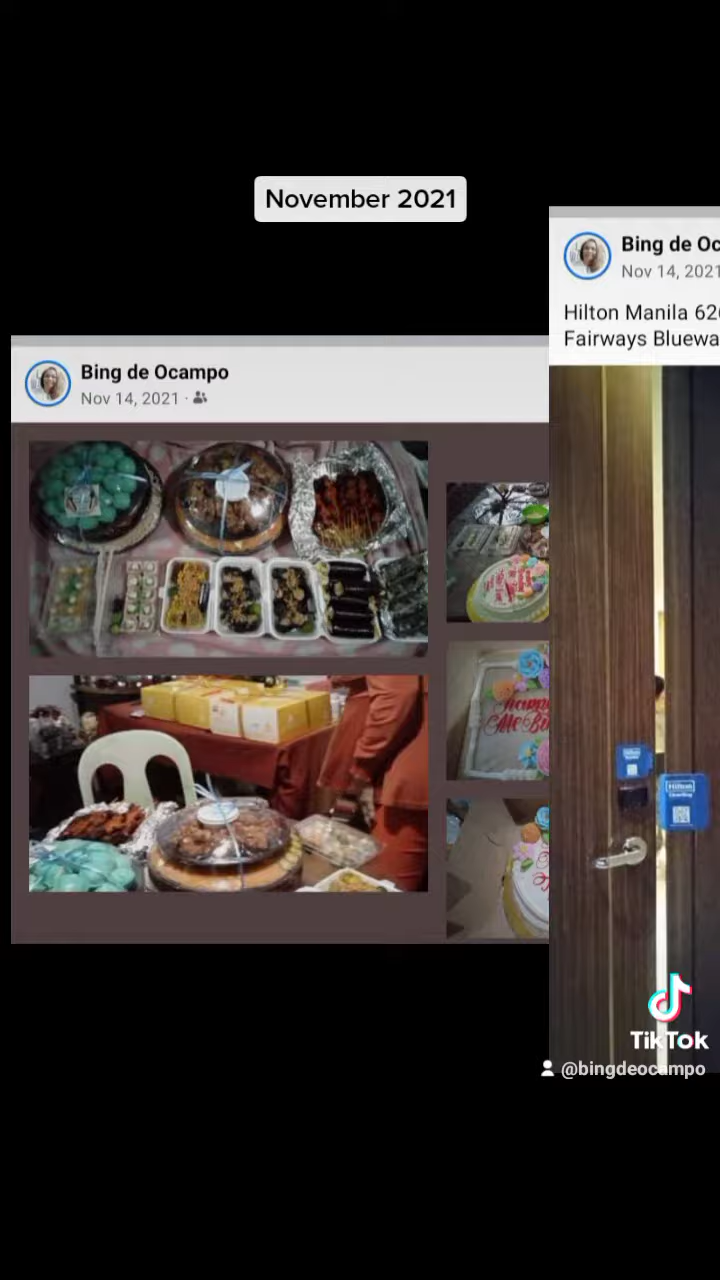 November 2021
Bing de Oc
Nov 14, 2021
Hilton Manila 62
Fairways Bluewa
Bing de Ocampo
Nov 14, 2021 ·
Hilton
TikTok
@bingdeocampo